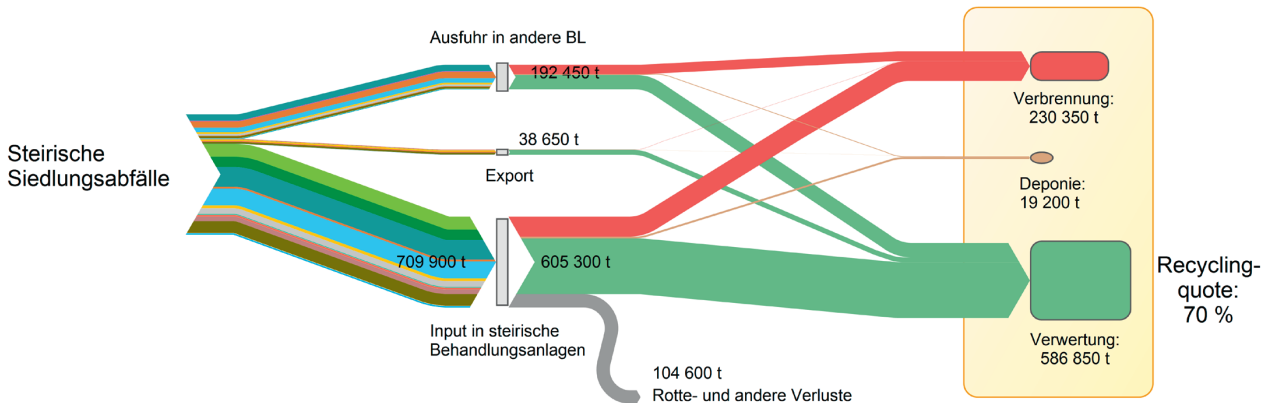 Ausfuhr in andere BL
192 450 t
Verbrennung:
230 350 t
38 650 t
Export
Steirische
Siedlungsabfälle
Deponie:
19 200 t
709 900 t
605 300 t
Input in steirische
Behandlungsanlagen
Recycling-
quote:
70 %
Verwertung:
586 850 t
104 600 t
Rotte- und andere Verluste